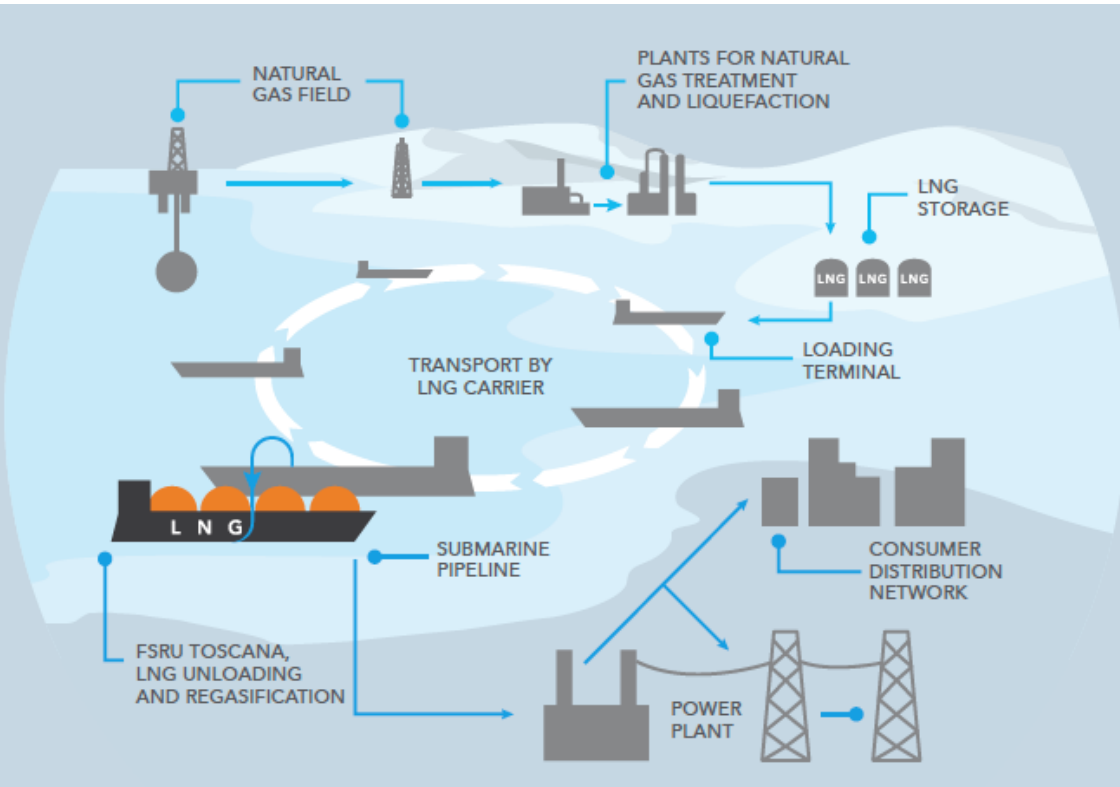 NATURAL
GAS FIELD
PLANTS FOR NATURAL
GAS TREATMENT
AND LIQUEFACTION
LNG
STORAGE
LNG LNG LNG
LOADING
TERMINAL
TRANSPORT BY
LNG CARRIER
L N G
SUBMARINE
PIPELINE
CONSUMER
DISTRIBUTION
NETWORK
FSRU TOSCANA,
LNG UNLOADING
AND REGASIFICATION
POWER
PLANT